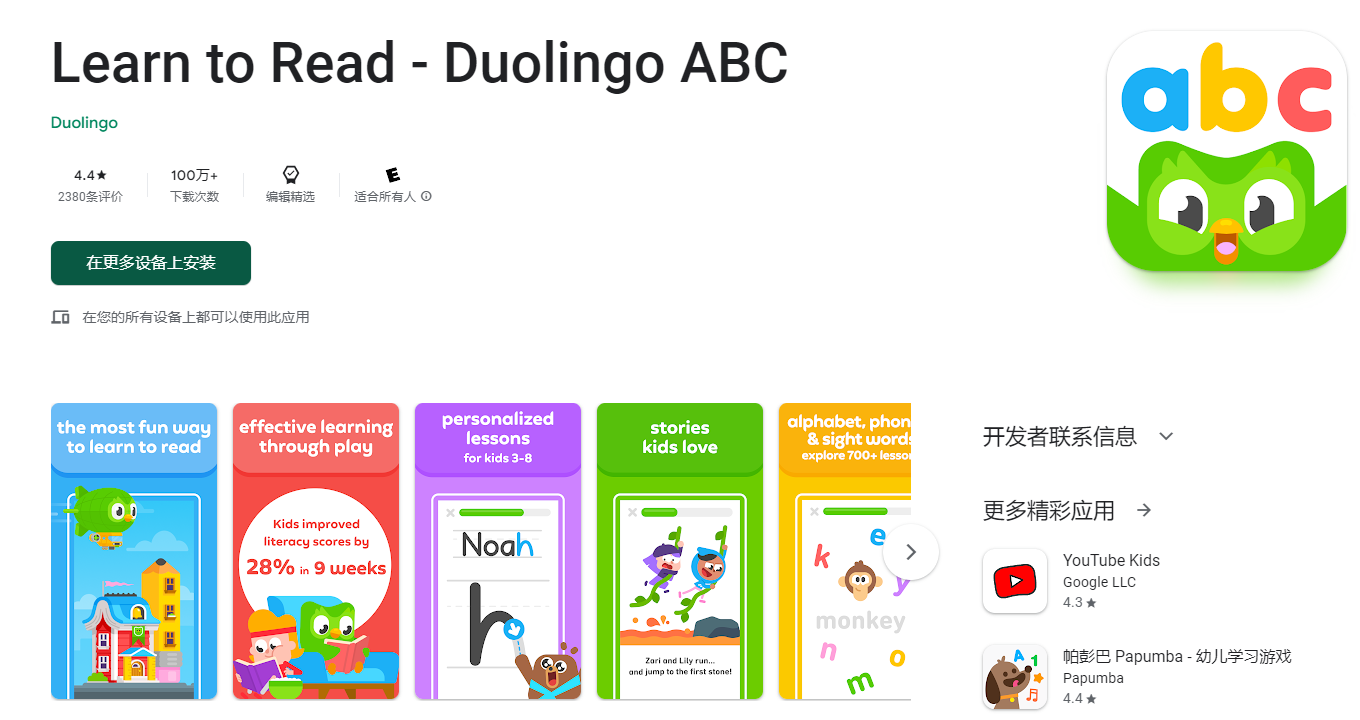 Learn to Read - Duolingo ABC
Duolingo
4.4★
2380条评价
100万+
下载次数
编辑精选
E
适合所有人
在更多设备上安装
在您的所有设备上都可以使用此应用
abc
the most fun way
to learn to read
effective learning
through play
Kids improved
literacy scores by
28% in 9 weeks
personalized
lessons
for kids 3-8
Noah
h
stories
kids love
Zari and Lily run...
and jump to the first stone!
alphabet, phon
& sight words
explore 700+ lesso
k
e
y
monkey
n
o
m
开发者联系信息
更多精彩应用
YouTube Kids
Google LLC
4.3★
A 1
帕彭巴 Papumba - 幼儿学习游戏
Papumba
4.4★